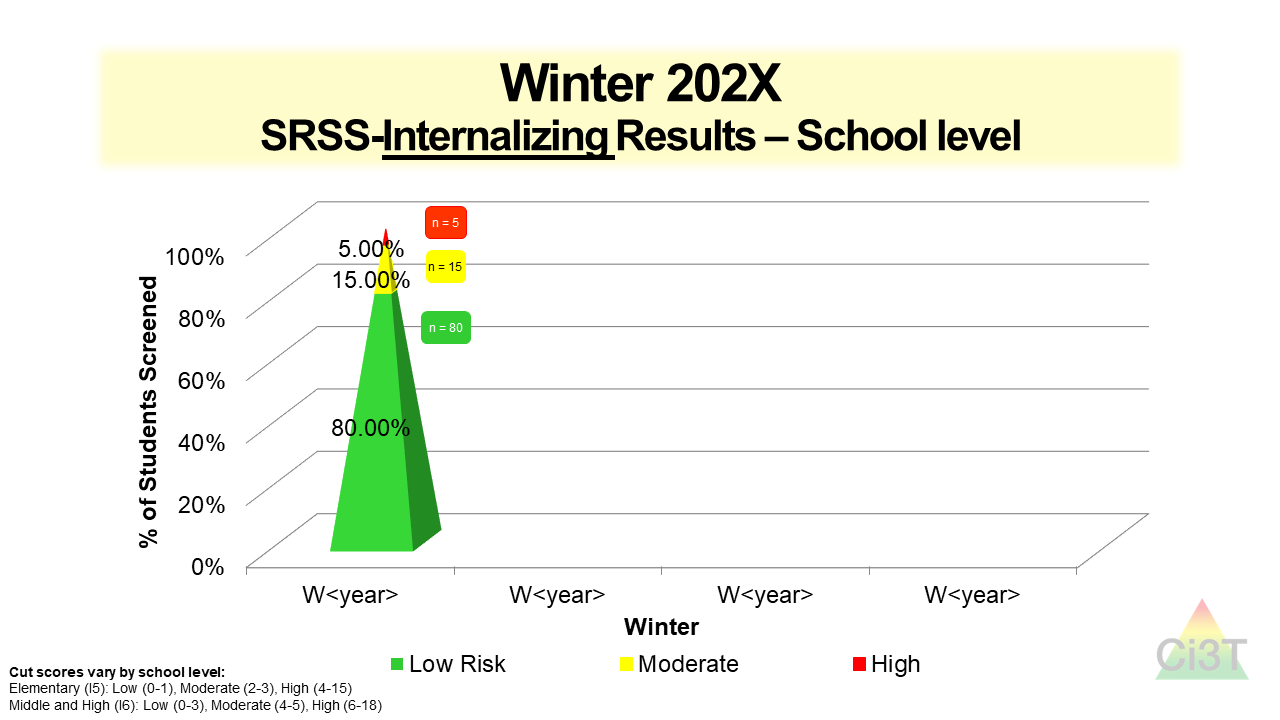 Winter 202X
SRSS-Internalizing Results – School level
% of Students Screened
100%
80%
60%
40%
20%
0%
5.00%
15.00%
80.00%
n = 5
n = 15
n = 80
W<year>
W<year>
W<year>
W<year>
Winter
Low Risk
Moderate
High
Cut scores vary by school level:
Elementary (I5): Low (0-1), Moderate (2-3), High (4-15)
Middle and High (I6): Low (0-3), Moderate (4-5), High (6-18)
Ci3T